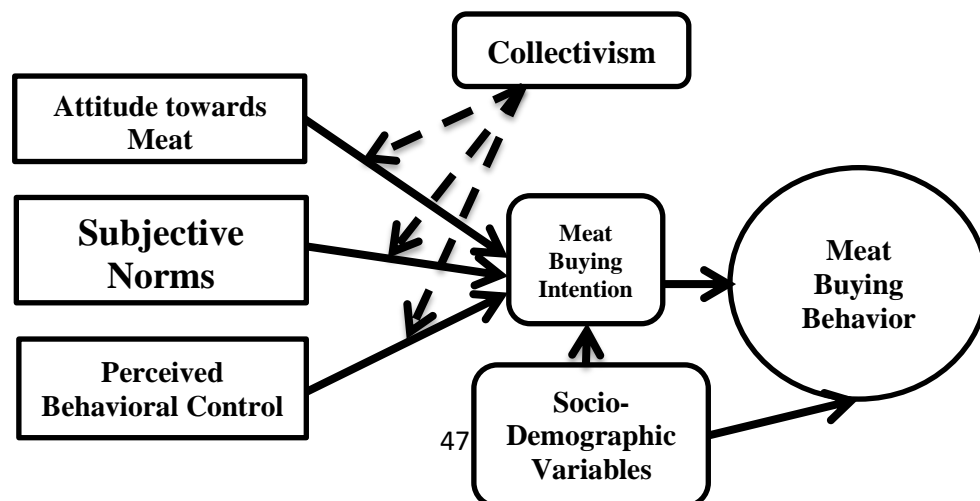 Collectivism
Attitude towards
Meat
Subjective
Norms
Perceived
Behavioral Control
Meat
Buying
Intention
Meat
Buying
Behavior
Socio-
Demographic
Variables
47